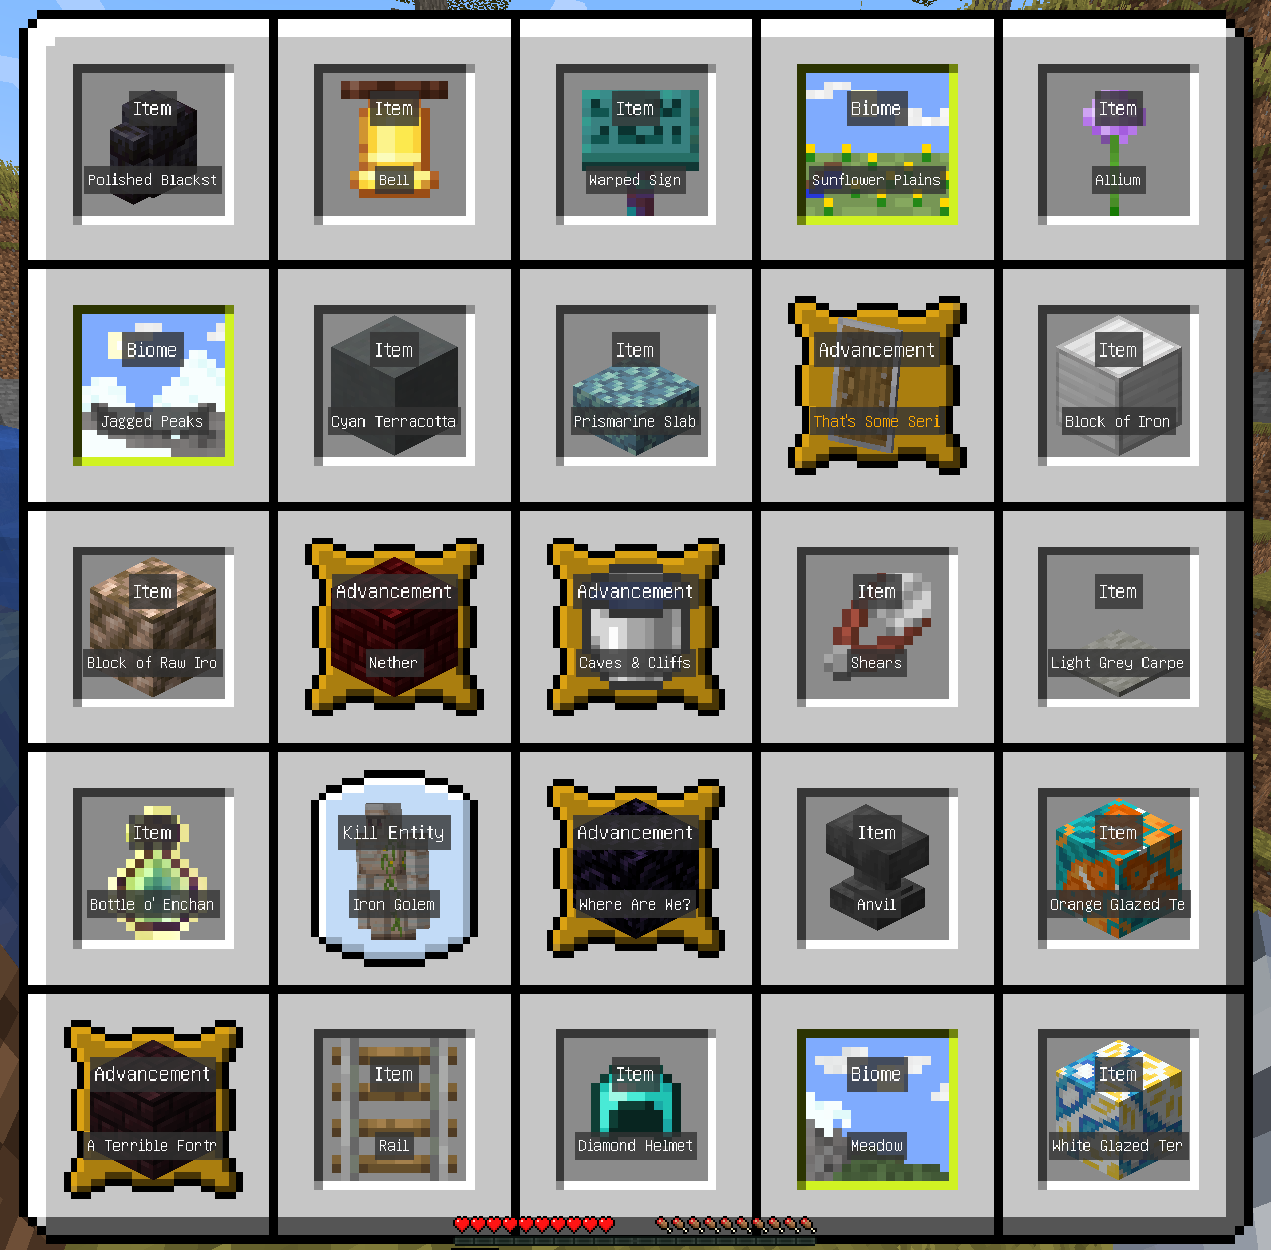 Item
Polished Blackst
Item
Bell
Item
Warped Sign
Biome
Sunflower Plains
Item
Allium
Biome
Jagged Peaks
Item
Cyan Terracotta
Item
Prismarine Slab
Advancement
That's Some Seri
Item
Block of Iron
Item
Block of Raw Iro
Advancement
Nether
Advancement
Caves & Cliffs
Item
Shears
Item
Light Grey Carpe
Item
Bottle o' Enchan
Kill Entity
Iron Golem
Advancement
Where Are We?
Item
Anvil
Item
Orange Glazed Te
Advancement
A Terrible Fortr
Item
Rail
Item
Diamond Helmet
Biome
Meadow
Item
White Glazed Ter